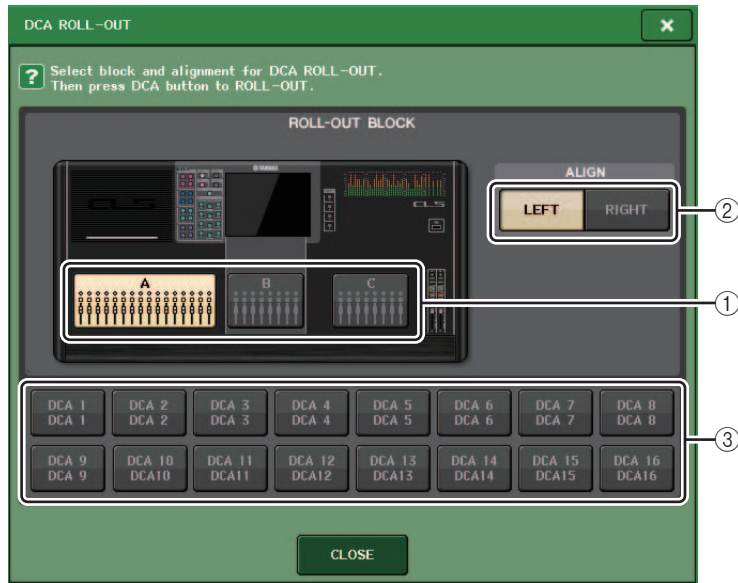 DCA ROLL-OUT
×
? Select block and alignment for DCA ROLL-OUT.
Then press DCA button to ROLL-OUT.
ROLL-OUT BLOCK
YAMAHA
CL5
CL5
A
B
C
ALIGN
LEFT
RIGHT
②
①
DCA 1 DCA 2 DCA 3 DCA 4 DCA 5 DCA 6 DCA 7 DCA 8
DCA 1 DCA 2 DCA 3 DCA 4 DCA 5 DCA 6 DCA 7 DCA 8
③
DCA 9 DCA 10 DCA 11 DCA 12 DCA 13 DCA 14 DCA 15 DCA 16
DCA 9 DCA10 DCA11 DCA12 DCA13 DCA14 DCA15 DCA16
CLOSE